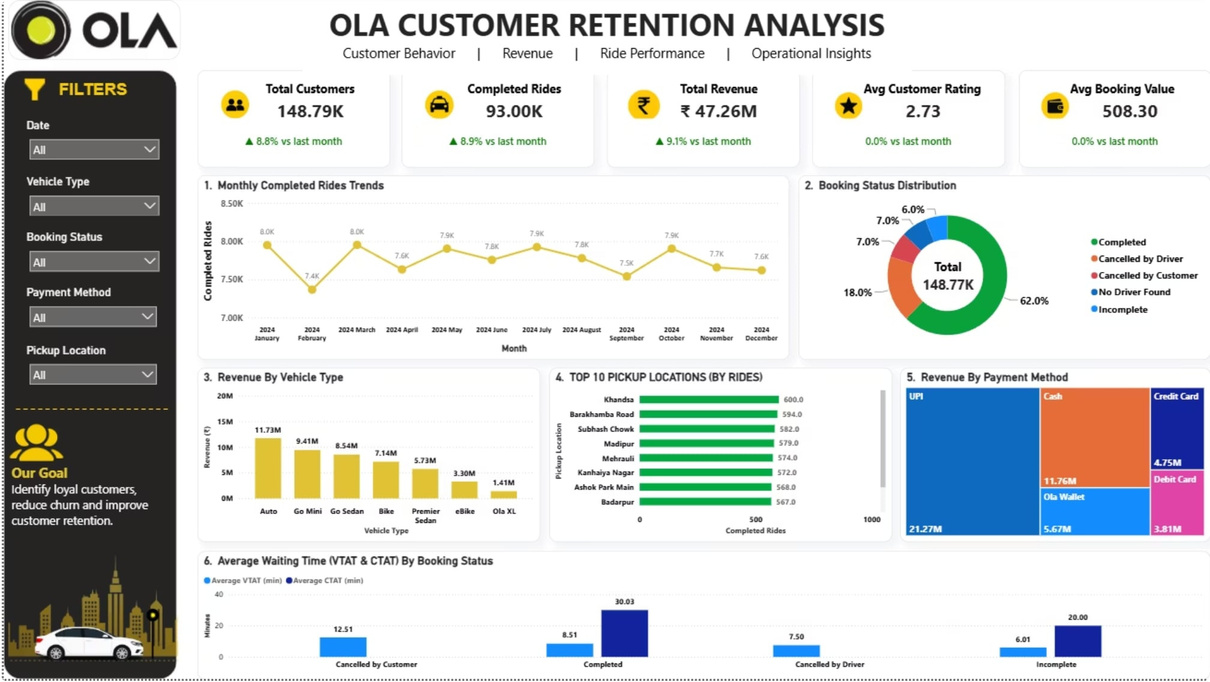 OLA
OLA CUSTOMER RETENTION ANALYSIS
Customer Behavior | Revenue | Ride Performance | Operational Insights
FILTERS
Date
All
Vehicle Type
All
Booking Status
All
Payment Method
All
Pickup Location
All
Our Goal
Identify loyal customers,
reduce churn and improve
customer retention.
Total Customers
148.79K
▲ 8.8% vs last month
Completed Rides
93.00K
▲ 8.9% vs last month
Total Revenue
₹ 47.26M
▲ 9.1% vs last month
Avg Customer Rating
2.73
0.0% vs last month
Avg Booking Value
508.30
0.0% vs last month
1. Monthly Completed Rides Trends
Completed Rides
8.50K
8.00K
7.50K
7.00K
8.0K 7.4K 8.0K 7.6K 7.9K 7.8K 7.9K 7.8K 7.5K 7.9K 7.7K 7.6K
2024 January
2024 February
2024 March
2024 April
2024 May
2024 June
2024 July
2024 August
2024 September
2024 October
2024 November
2024 December
Month
2. Booking Status Distribution
6.0%
7.0%
7.0%
18.0%
62.0%
Total
148.77K
Completed
Cancelled by Driver
Cancelled by Customer
No Driver Found
Incomplete
3. Revenue By Vehicle Type
Revenue (₹)
20M
15M
10M
5M
0M
11.73M 9.41M 8.54M 7.14M 5.73M 3.30M 1.41M
Auto Go Mini Go Sedan Bike Premier Sedan eBike Ola XL
Vehicle Type
4. TOP 10 PICKUP LOCATIONS (BY RIDES)
Pickup Location
Khandsa 600.0
Barakhamba Road 594.0
Subhash Chowk 582.0
Madipur 579.0
Mehrauli 574.0
Kanhaiya Nagar 572.0
Ashok Park Main 568.0
Badarpur 567.0
0 500 1000
Completed Rides
5. Revenue By Payment Method
UPI
21.27M
Cash
11.76M
Ola Wallet
5.67M
Credit Card
4.75M
Debit Card
3.81M
6. Average Waiting Time (VTAT & CTAT) By Booking Status
Average VTAT (min) Average CTAT (min)
Minutes
40
20
0
12.51
8.51 30.03
7.50
6.01 20.00
Cancelled by Customer Completed Cancelled by Driver Incomplete